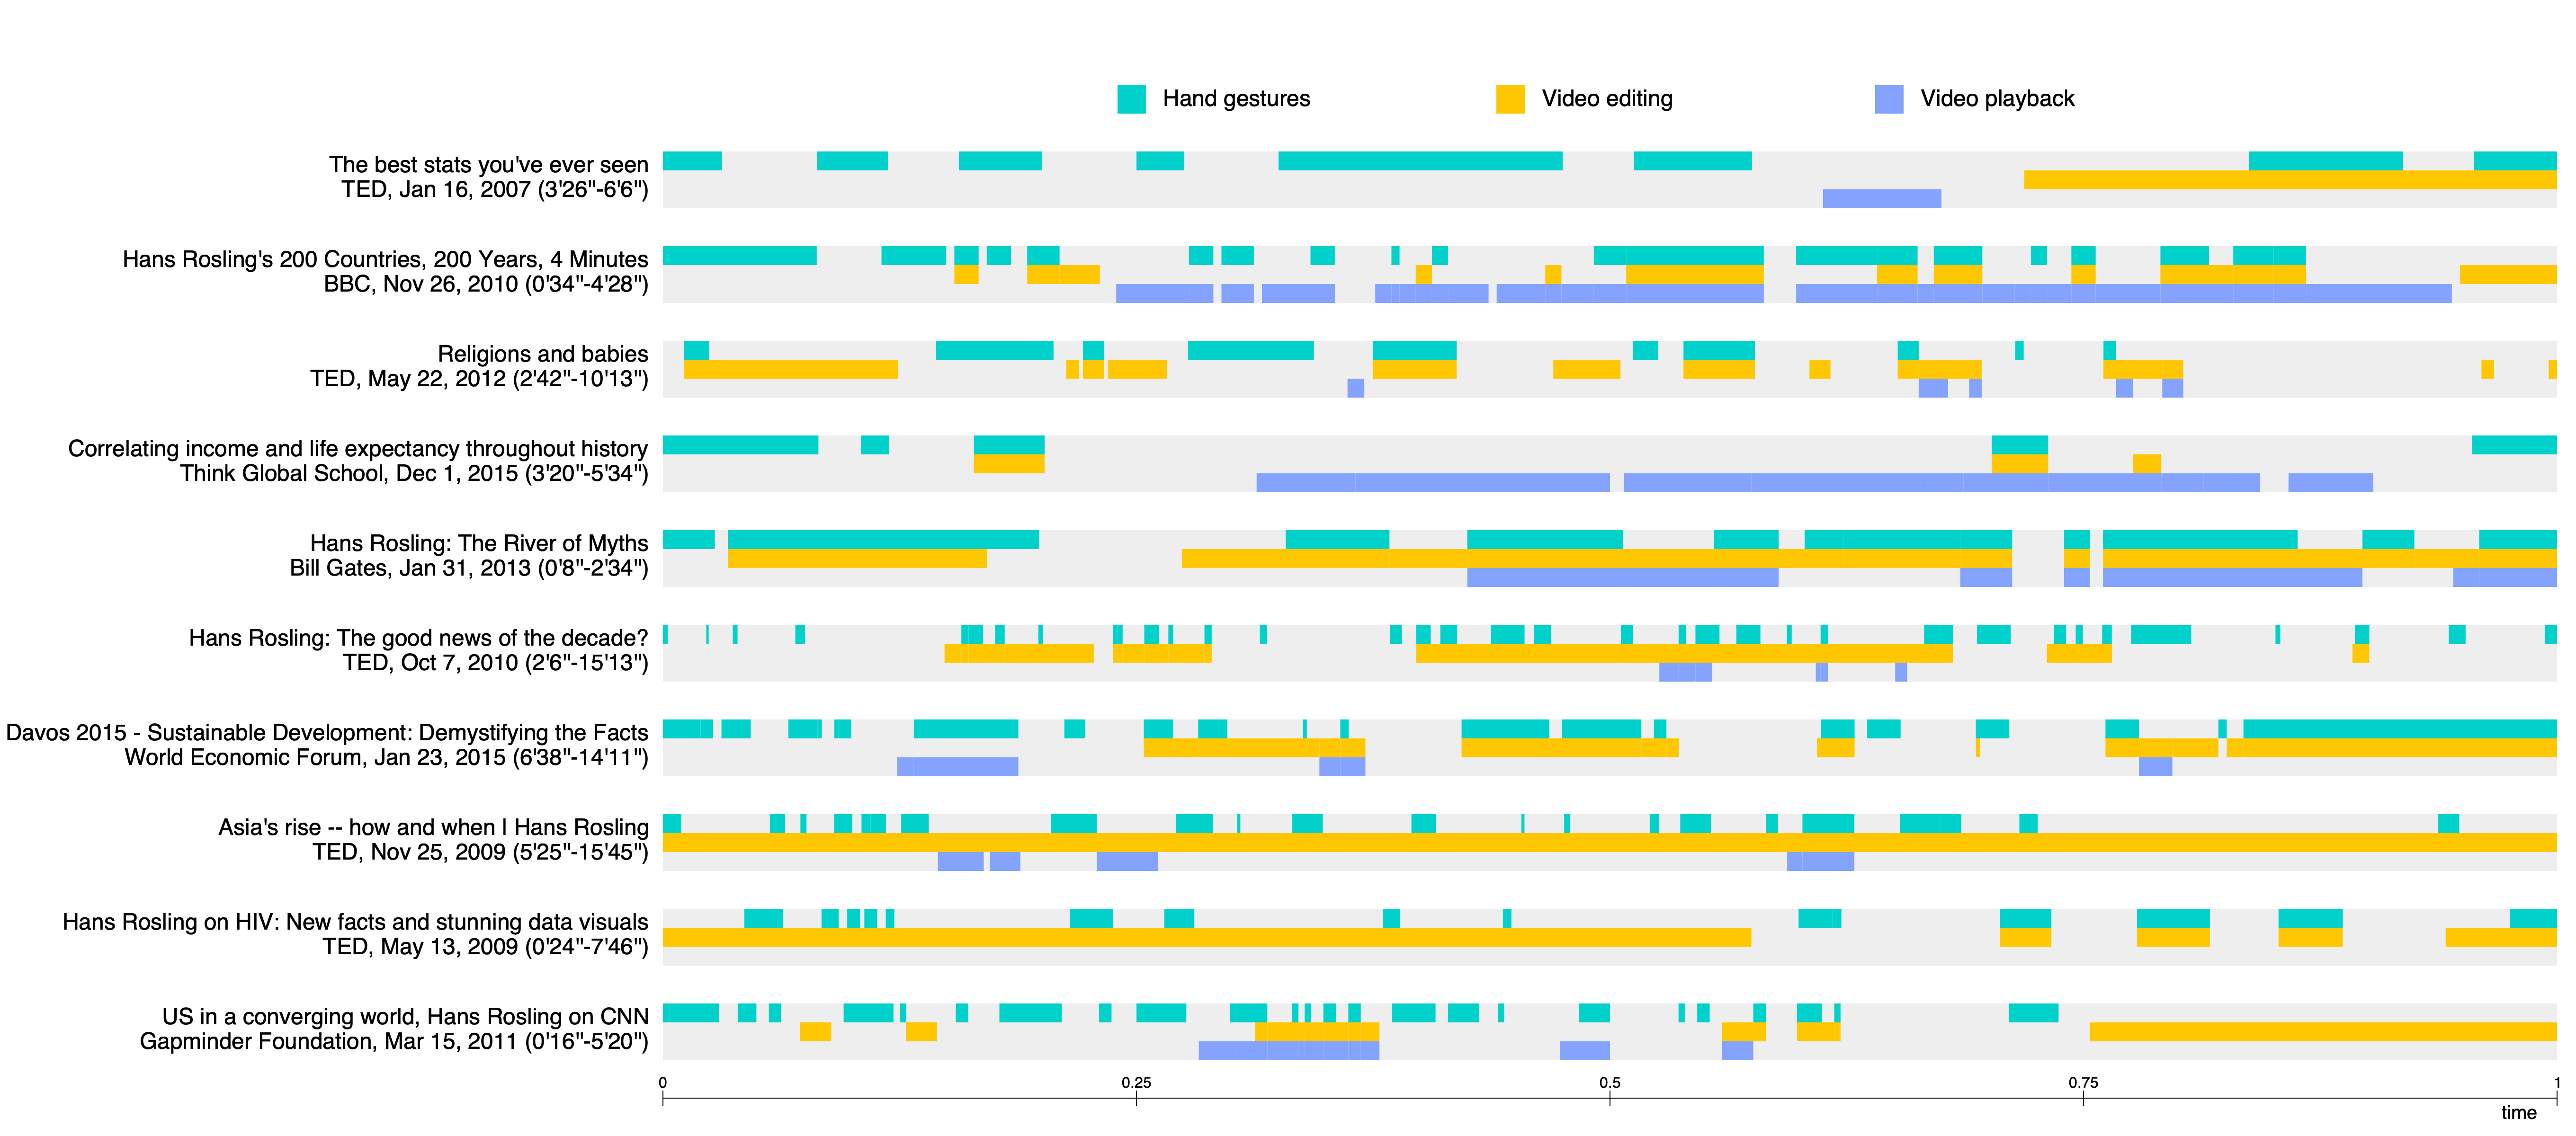 Hand gestures
Video editing
Video playback
The best stats you've ever seen
TED, Jan 16, 2007 (3'26"-6'6")
Hans Rosling's 200 Countries, 200 Years, 4 Minutes
BBC, Nov 26, 2010 (0'34"-4'28")
Religions and babies
TED, May 22, 2012 (2'42"-10'13")
Correlating income and life expectancy throughout history
Think Global School, Dec 1, 2015 (3'20"-5'34")
Hans Rosling: The River of Myths
Bill Gates, Jan 31, 2013 (0'8"-2'34")
Hans Rosling: The good news of the decade?
TED, Oct 7, 2010 (2'6"-15'13")
Davos 2015 - Sustainable Development: Demystifying the Facts
World Economic Forum, Jan 23, 2015 (6'38"-14'11")
Asia's rise -- how and when | Hans Rosling
TED, Nov 25, 2009 (5'25"-15'45")
Hans Rosling on HIV: New facts and stunning data visuals
TED, May 13, 2009 (0'24"-7'46")
US in a converging world, Hans Rosling on CNN
Gapminder Foundation, Mar 15, 2011 (0'16"-5'20")
0 0.25 0.5 0.75 1
time